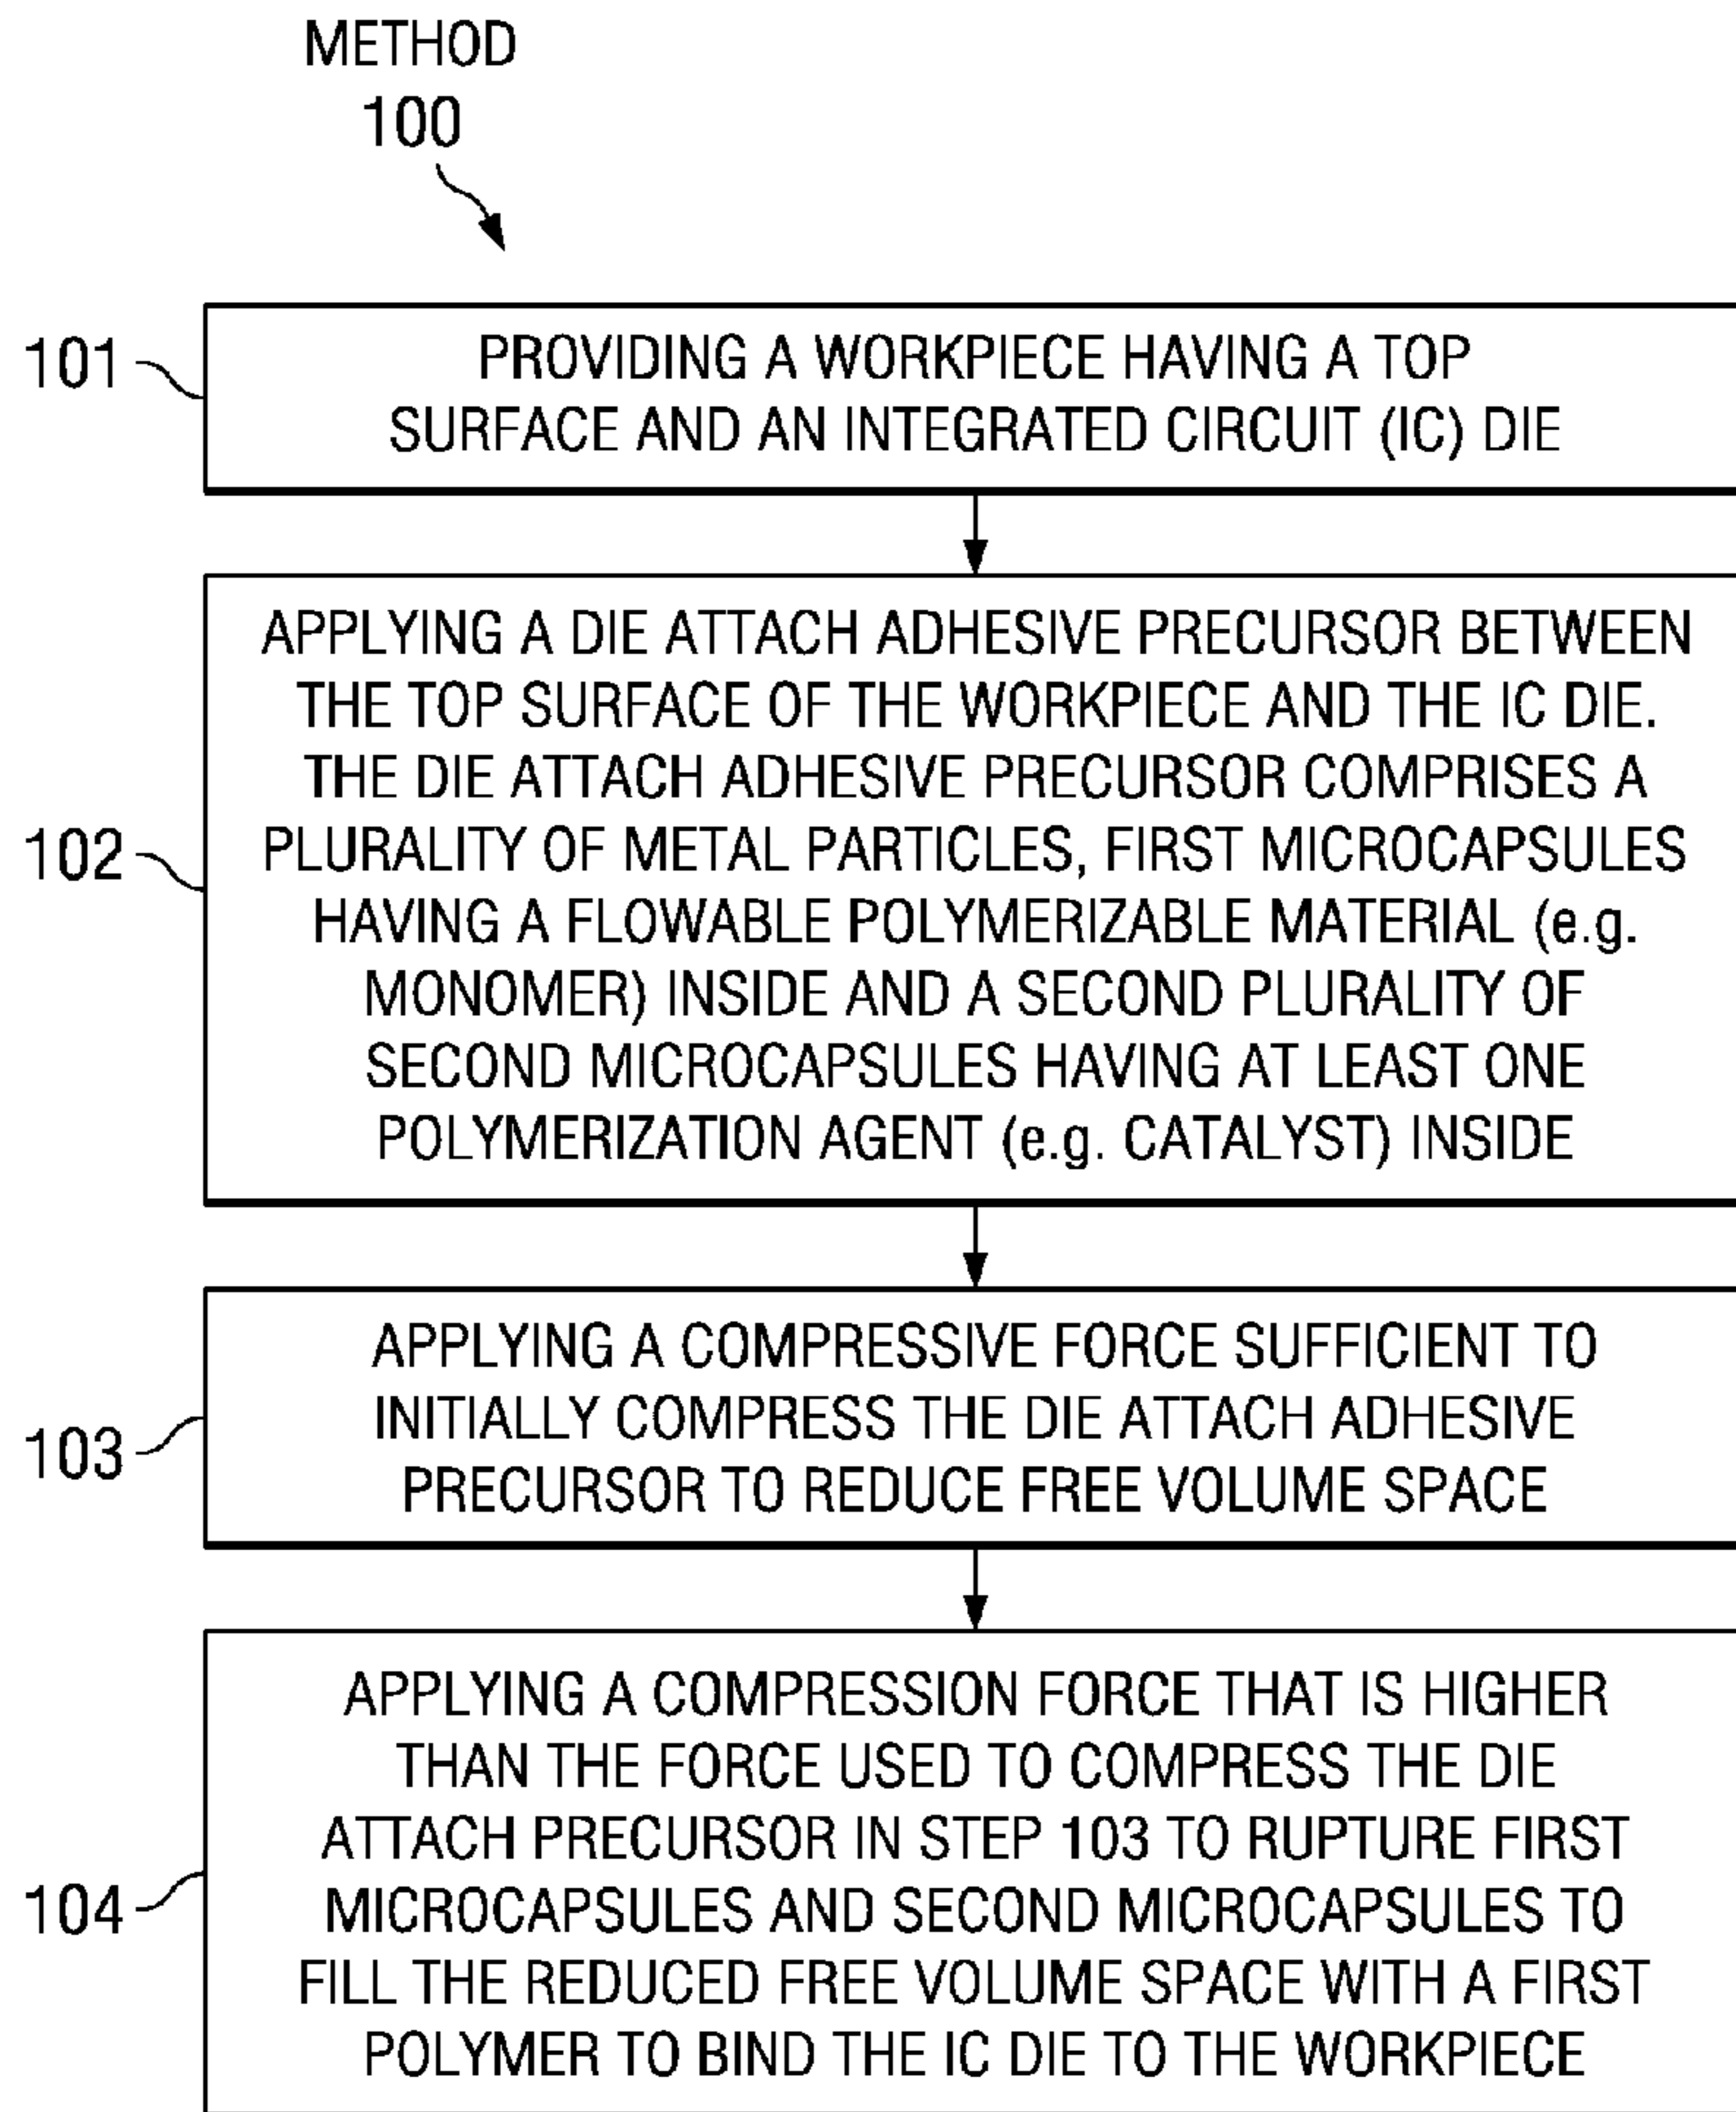 METHOD
100
101
PROVIDING A WORKPIECE HAVING A TOP
SURFACE AND AN INTEGRATED CIRCUIT (IC) DIE
102
APPLYING A DIE ATTACH ADHESIVE PRECURSOR BETWEEN
THE TOP SURFACE OF THE WORKPIECE AND THE IC DIE.
THE DIE ATTACH ADHESIVE PRECURSOR COMPRISES A
PLURALITY OF METAL PARTICLES, FIRST MICROCAPSULES
HAVING A FLOWABLE POLYMERIZABLE MATERIAL (e.g.
MONOMER) INSIDE AND A SECOND PLURALITY OF
SECOND MICROCAPSULES HAVING AT LEAST ONE
POLYMERIZATION AGENT (e.g. CATALYST) INSIDE
103
APPLYING A COMPRESSIVE FORCE SUFFICIENT TO
INITIALLY COMPRESS THE DIE ATTACH ADHESIVE
PRECURSOR TO REDUCE FREE VOLUME SPACE
104
APPLYING A COMPRESSION FORCE THAT IS HIGHER
THAN THE FORCE USED TO COMPRESS THE DIE
ATTACH PRECURSOR IN STEP 103 TO RUPTURE FIRST
MICROCAPSULES AND SECOND MICROCAPSULES TO
FILL THE REDUCED FREE VOLUME SPACE WITH A FIRST
POLYMER TO BIND THE IC DIE TO THE WORKPIECE